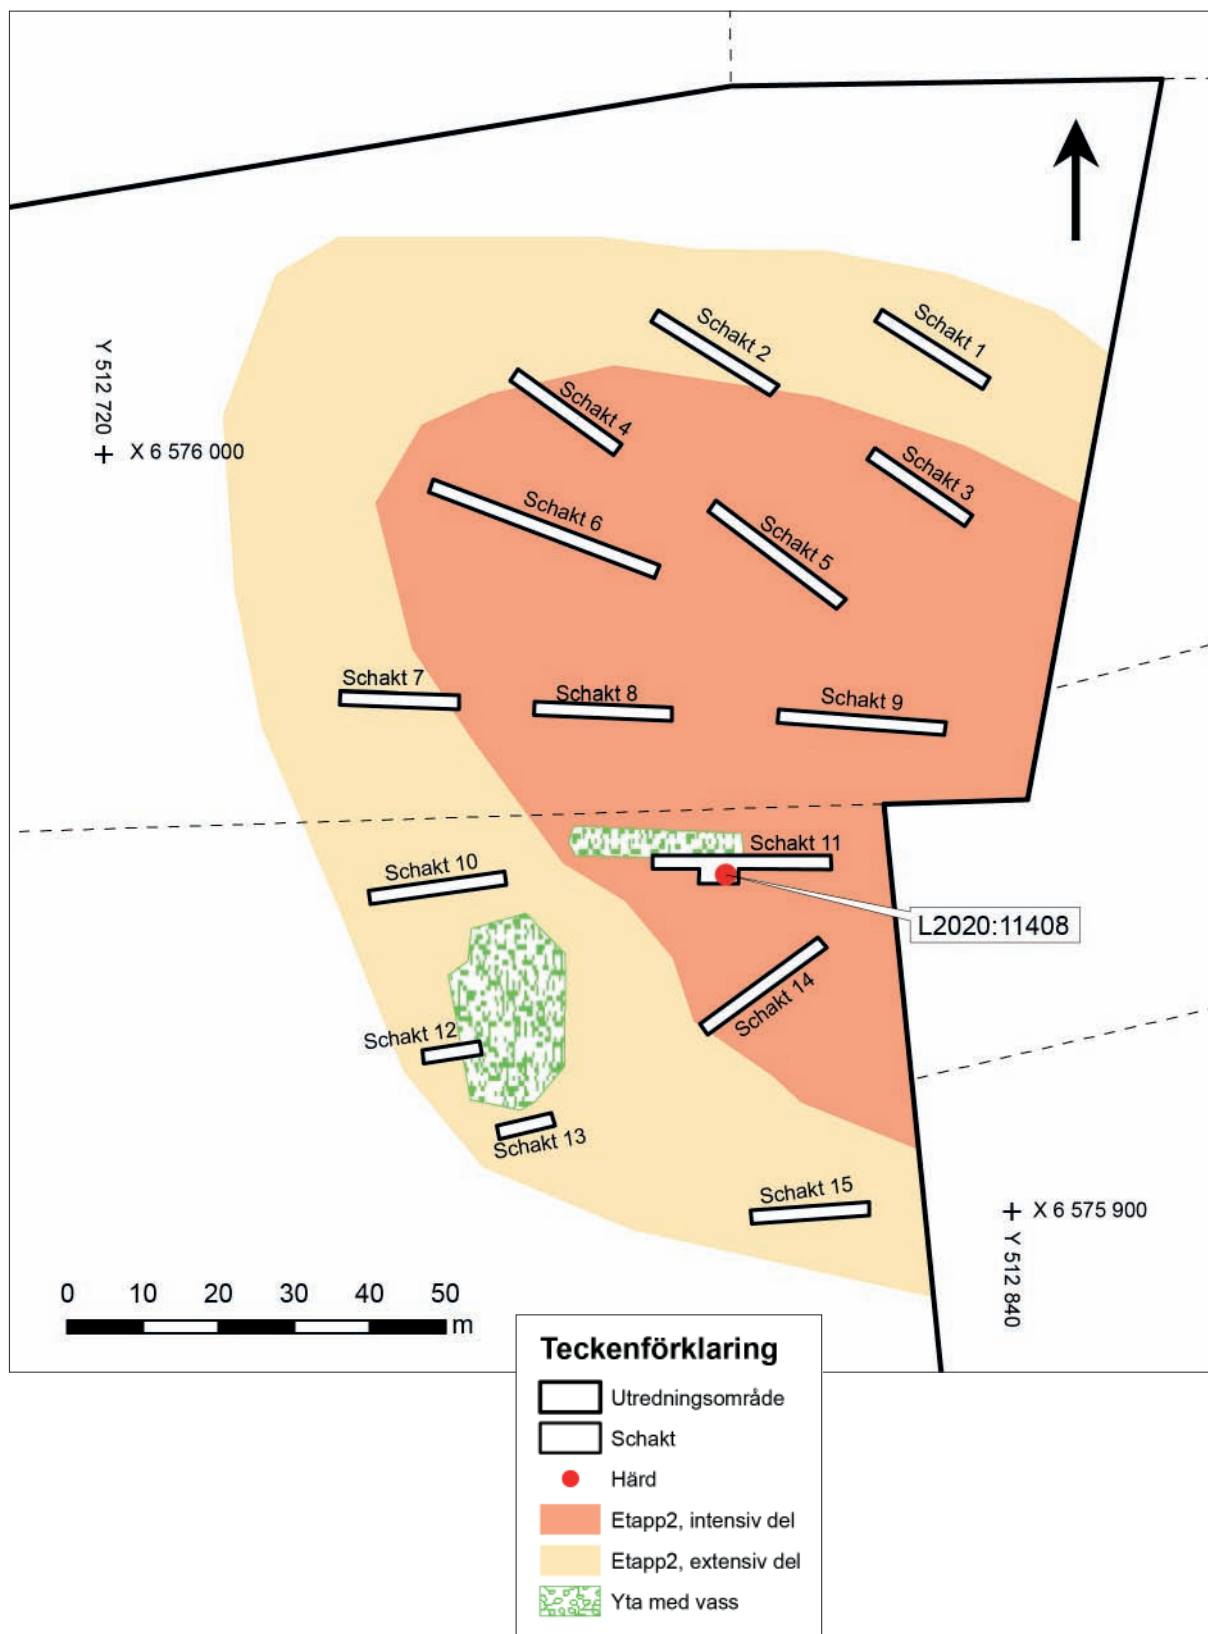 Schakt 1
Schakt 2
Y 512 720
X 6 576 000
Schakt 4
Schakt 3
Schakt 6
Schakt 5
Schakt 7
Schakt 8
Schakt 9
Schakt 11
Schakt 10
L2020:11408
Schakt 14
Schakt 12
Schakt 13
Schakt 15
X 6 575 900
Y 512 840
0 10 20 30 40 50
m
Teckenförklaring
Utredningsområde
Schakt
Härd
Etapp2, intensiv del
Etapp2, extensiv del
Yta med vass